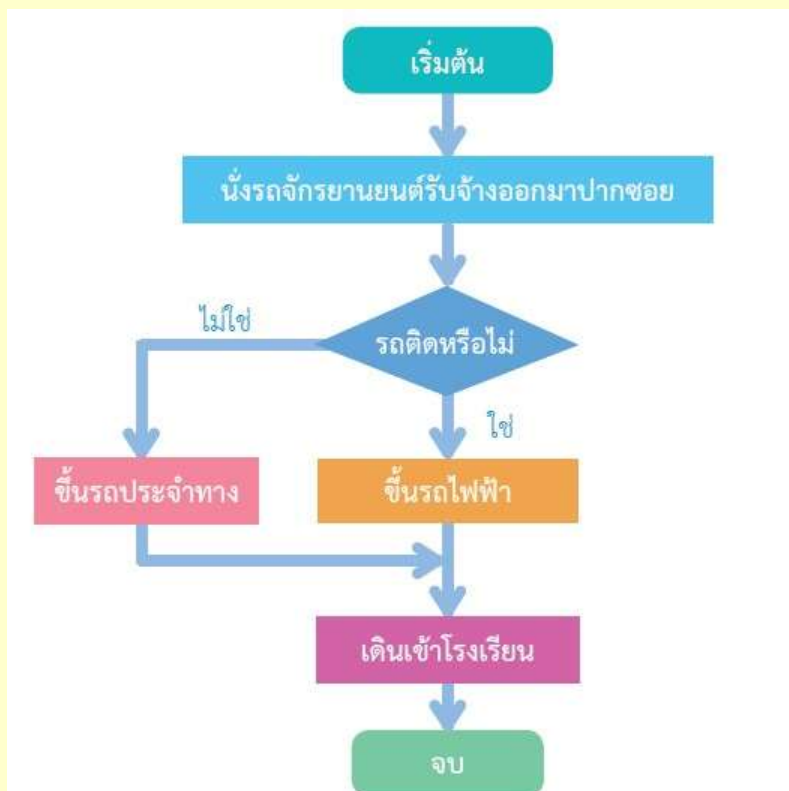 เริ่มต้น
นั่งรถจักรยานยนต์รับจ้างออกมาปากซอย
รถติดหรือไม่
ไม่ใช่
ใช่
ขึ้นรถประจำทาง
ขึ้นรถไฟฟ้า
เดินเข้าโรงเรียน
จบ